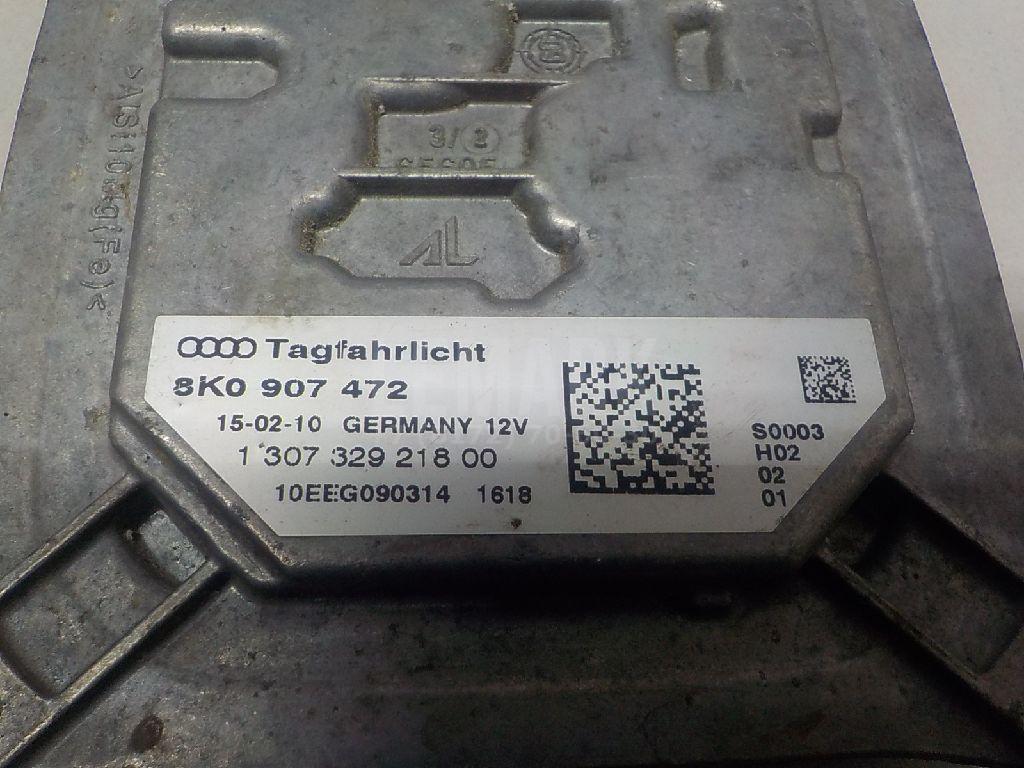 3/2
AL
>AlSi10Mg(Fe)<
Tagfahrlicht
8K0 907 472
15-02-10 GERMANY 12V
1 307 329 218 00
10EEG090314 1618
S0003
H02
02
01